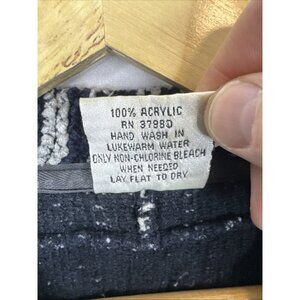 100% ACRYLIC
RN 37980
HAND WASH IN
LUKEWARM WATER
ONLY NON-CHLORINE BLEACH
WHEN NEEDED
LAY FLAT TO DRY